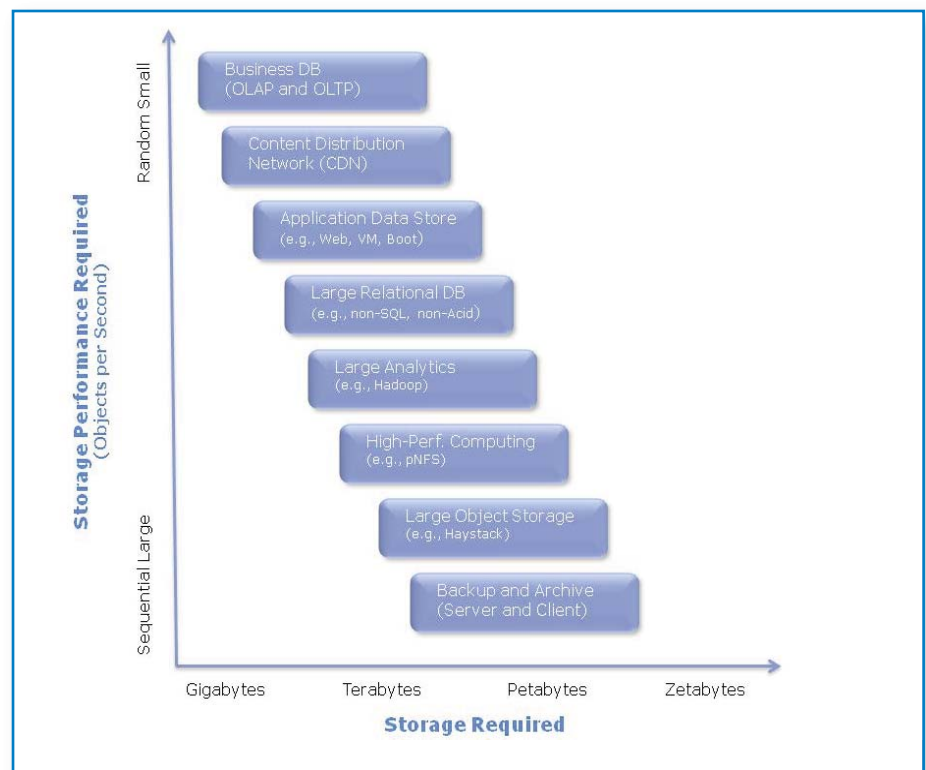 Storage Performance Required
(Objects per Second)
Random Small
Sequential Large
Business DB
(OLAP and OLTP)
Content Distribution
Network (CDN)
Application Data Store
(e.g., Web, VM, Boot)
Large Relational DB
(e.g., non-SQL, non-Acid)
Large Analytics
(e.g., Hadoop)
High-Perf. Computing
(e.g., pNFS)
Large Object Storage
(e.g., Haystack)
Backup and Archive
(Server and Client)
Gigabytes
Terabytes
Petabytes
Zetabytes
Storage Required